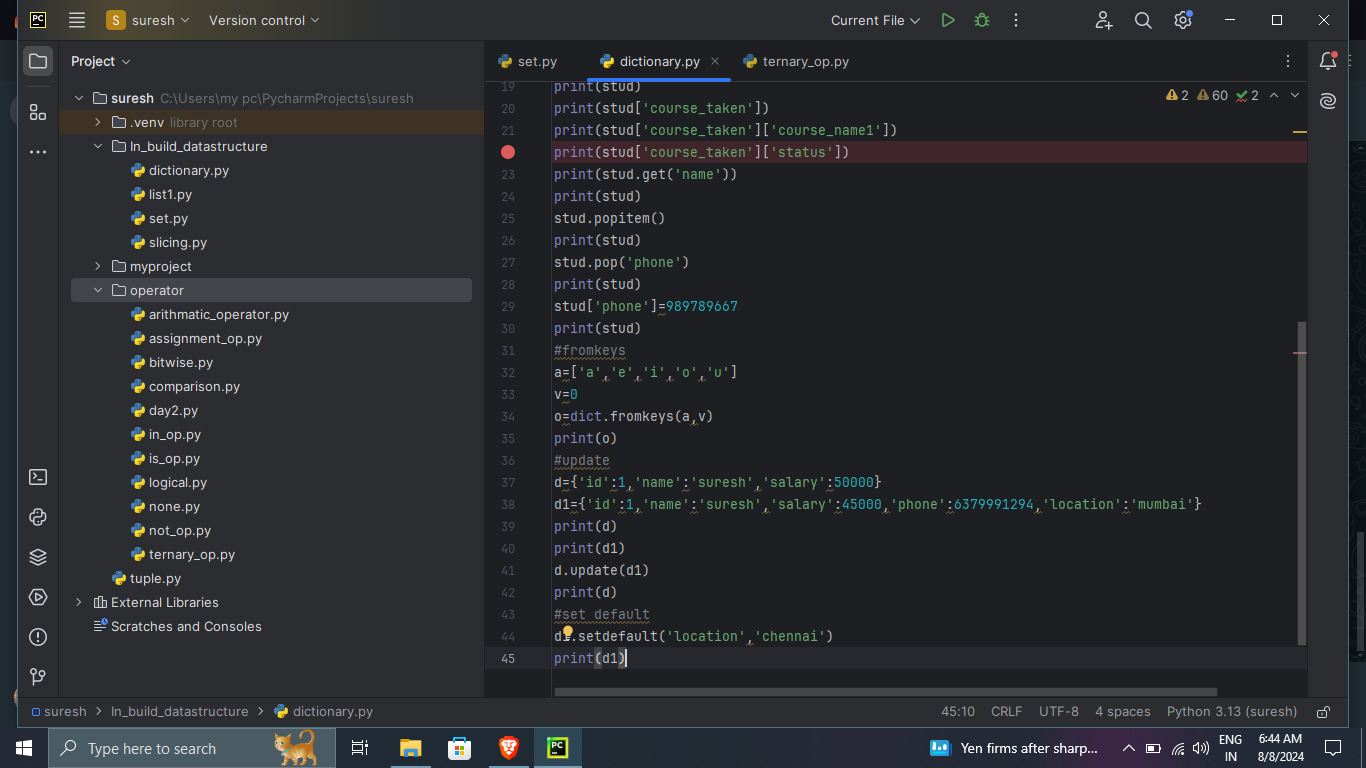 PC
S suresh
Version control
Current File
Project
set.py
dictionary.py
ternary_op.py
suresh C:\Users\my pc\PycharmProjects\suresh
.venv library root
In_build_datastructure
dictionary.py
list1.py
set.py
slicing.py
myproject
operator
arithmatic_operator.py
assignment_op.py
bitwise.py
comparison.py
day2.py
in_op.py
is_op.py
logical.py
none.py
not_op.py
ternary_op.py
tuple.py
External Libraries
Scratches and Consoles
2 60 2
19 print(stud)
20 print(stud['course_taken'])
21 print(stud['course_taken']['course_name1'])
print(stud['course_taken']['status'])
23 print(stud.get('name'))
24 print(stud)
25 stud.popitem()
26 print(stud)
27 stud.pop('phone')
28 print(stud)
29 stud['phone']=989789667
30 print(stud)
31 #fromkeys
32 a=['a','e','i','o','u']
33 v=0
34 o=dict.fromkeys(a,v)
35 print(o)
36 #update
37 d={'id':1,'name':'suresh','salary':50000}
38 d1={'id':1,'name':'suresh','salary':45000,'phone':6379991294,'location':'mumbai'}
39 print(d)
40 print(d1)
41 d.update(d1)
42 print(d)
43 #set default
44 d1.setdefault('location','chennai')
45 print(d1)
suresh > In_build_datastructure > dictionary.py
45:10 CRLF UTF-8 4 spaces Python 3.13 (suresh)
Type here to search
PC
Yen firms after sharp...
ENG
IN
6:44 AM
8/8/2024